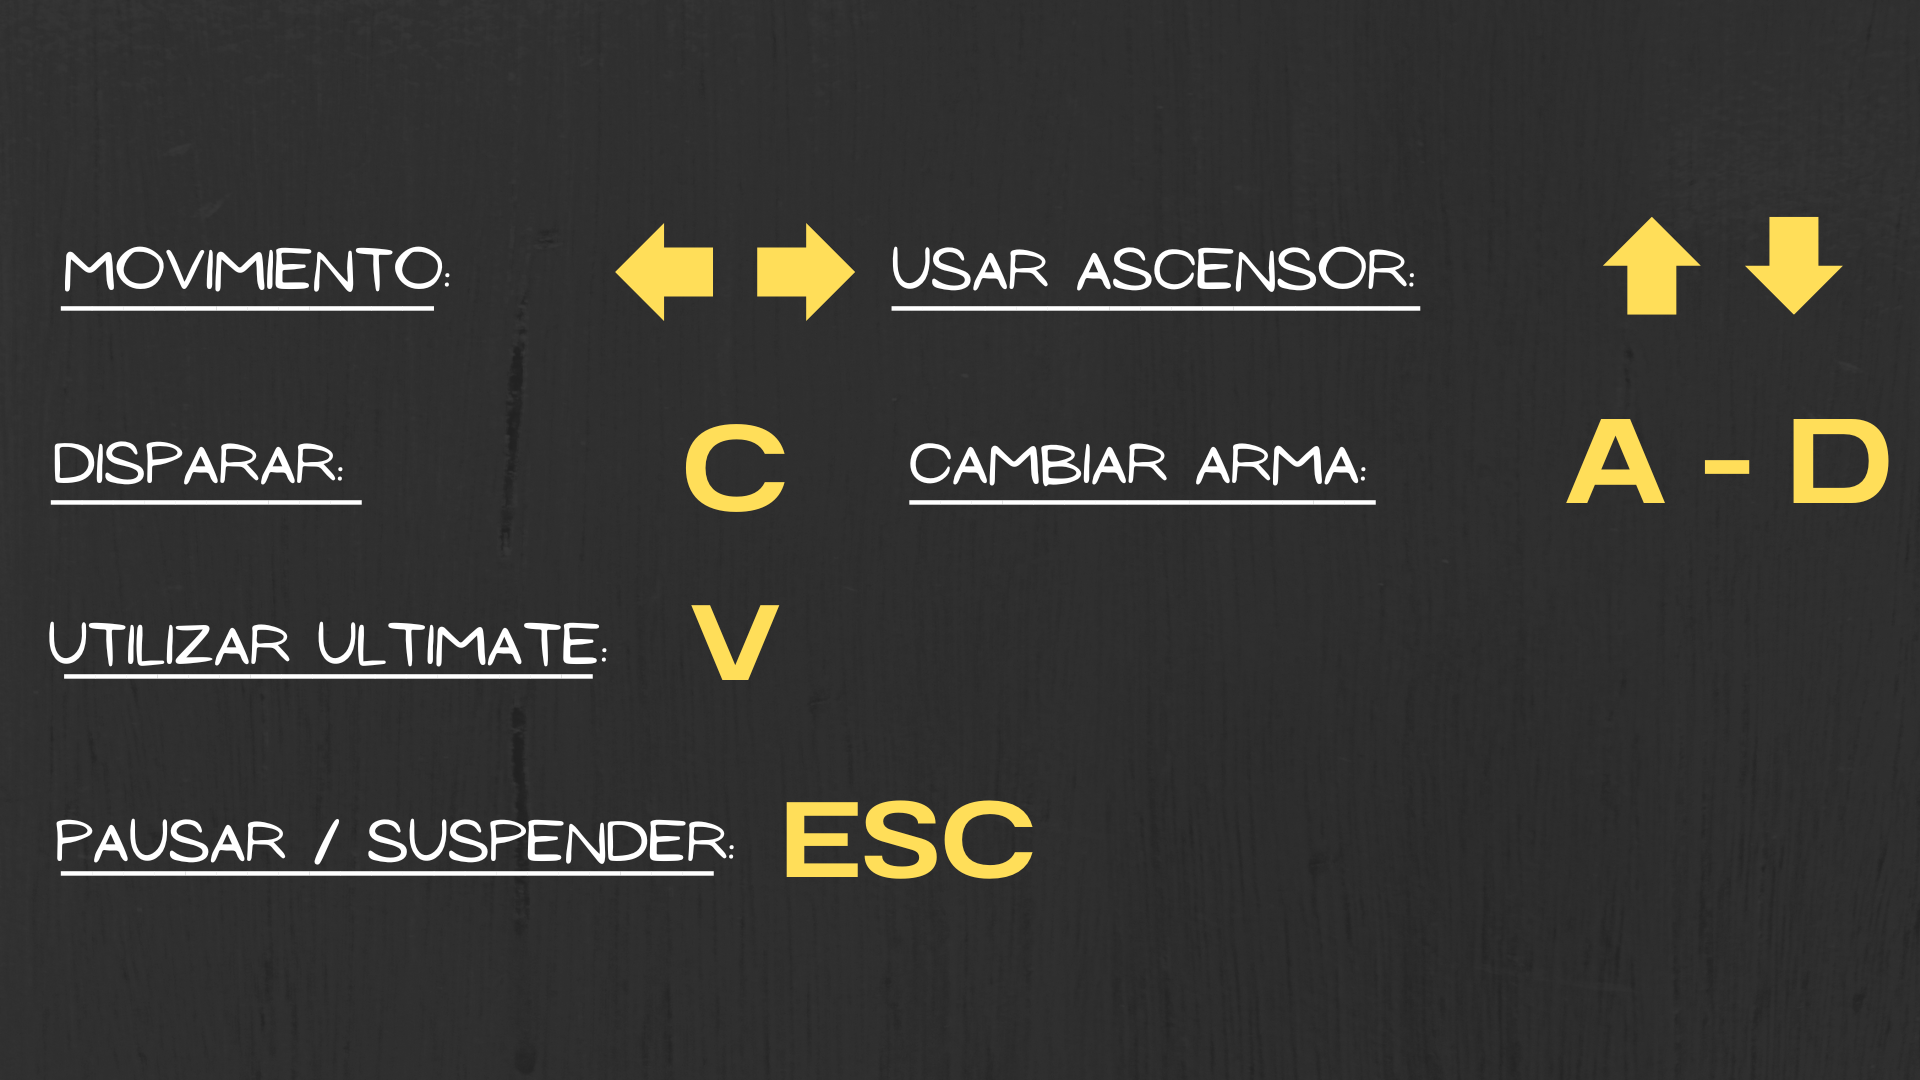 MOVIMIENTO:
USAR ASCENSOR:
DISPARAR: C
CAMBIAR ARMA: A - D
UTILIZAR ULTIMATE: V
PAUSAR / SUSPENDER: ESC